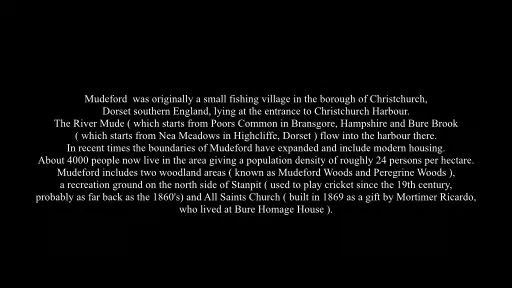 Mudeford  was originally a small fishing village in the borough of Christchurch,
Dorset southern England, lying at the entrance to Christchurch Harbour.
The River Mude ( which starts from Poors Common in Bransgore, Hampshire and Bure Brook
( which starts from Nea Meadows in Highcliffe, Dorset ) flow into the harbour there.
In recent times the boundaries of Mudeford have expanded and include modern housing.
About 4000 people now live in the area giving a population density of roughly 24 persons per hectare.
Mudeford includes two woodland areas ( known as Mudeford Woods and Peregrine Woods ),
a recreation ground on the north side of Stanpit ( used to play cricket since the 19th century,
probably as far back as the 1860's) and All Saints Church ( built in 1869 as a gift by Mortimer Ricardo,
who lived at Bure Homage House ).